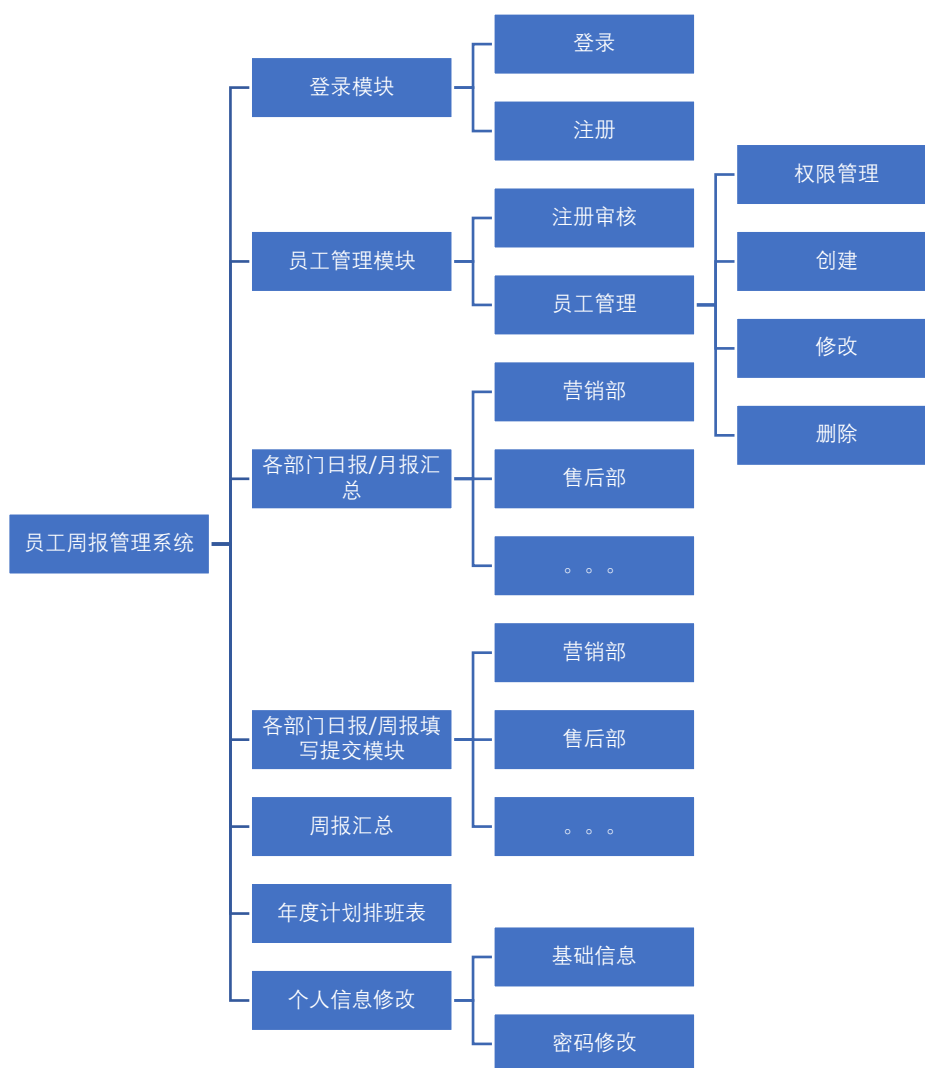 登录
登录模块
注册
权限管理
注册审核
员工管理模块
创建
员工管理
修改
营销部
删除
各部门日报/月报汇
总
售后部
员工周报管理系统
。。。
营销部
各部门日报/周报填
写提交模块
售后部
周报汇总
。。。
年度计划排班表
基础信息
个人信息修改
密码修改